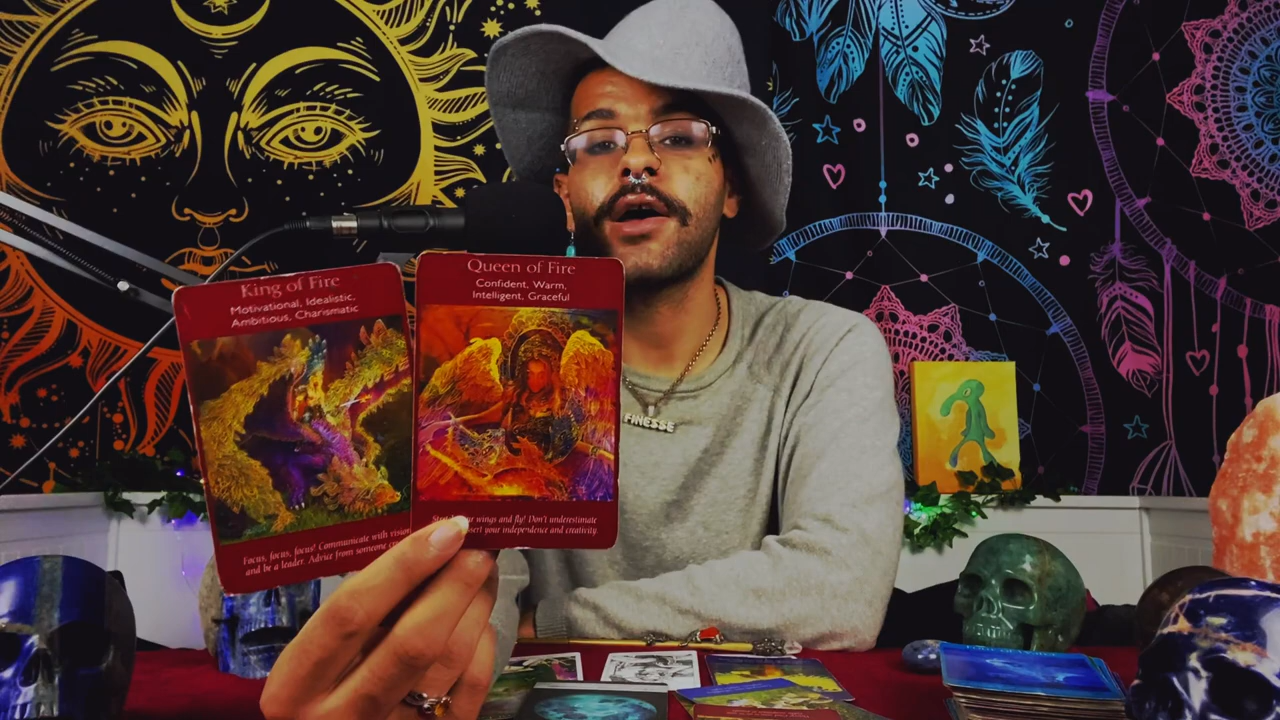 King of Fire
Motivational, Idealistic,
Ambitious, Charismatic
Focus, focus, focus! Communicate with vision
and be a leader. Advice from someone
Queen of Fire
Confident, Warm,
Intelligent, Graceful
wings and fly! Don't underestimate
your independence and creativity.
FINESSE